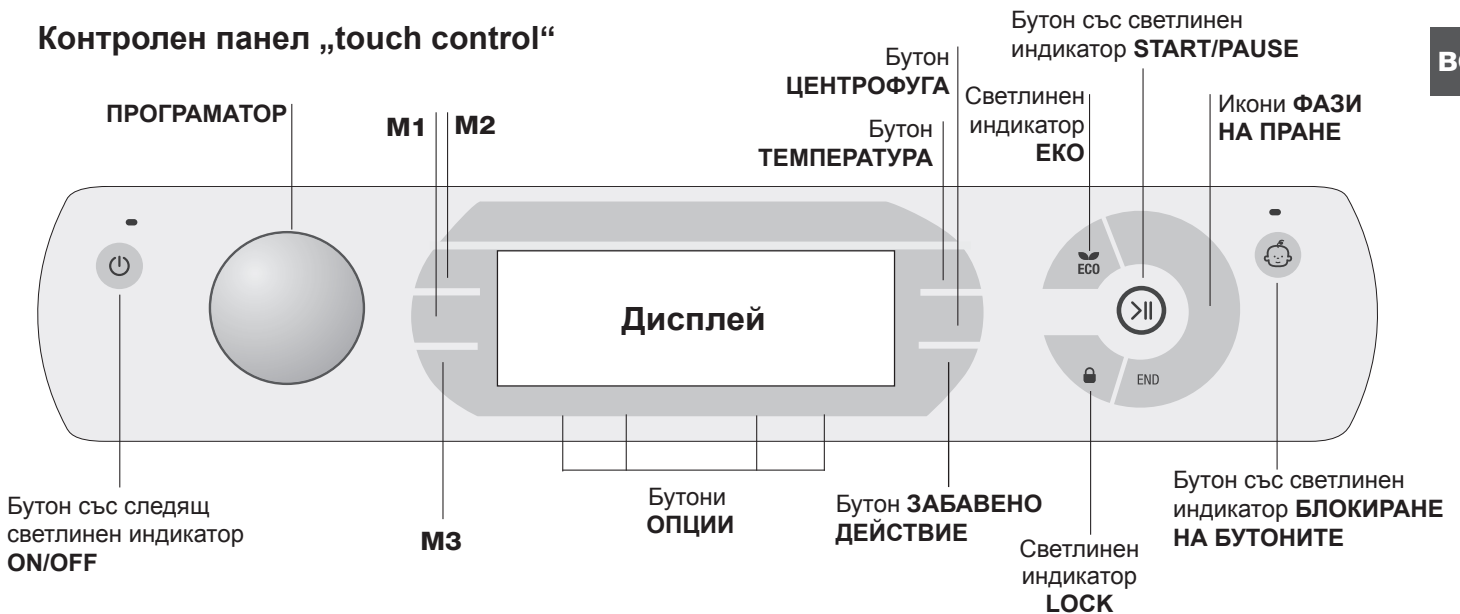 Контролен панел „touch control“
Бутон със светлинен
индикатор START/PAUSE
Бутон
ЦЕНТРОФУГА
Светлинен
индикатор
ЕКО
Икони ФАЗИ
НА ПРАНЕ
ПРОГРАМАТОР
M1
M2
Бутон
ТЕМПЕРАТУРА
ECO
Дисплей
END
Бутон със следящ
светлинен индикатор
ON/OFF
M3
Бутони
ОПЦИИ
Бутон ЗАБАВЕНО
ДЕЙСТВИЕ
Светлинен
индикатор
LOCK
Бутон със светлинен
индикатор БЛОКИРАНЕ
НА БУТОНИТЕ